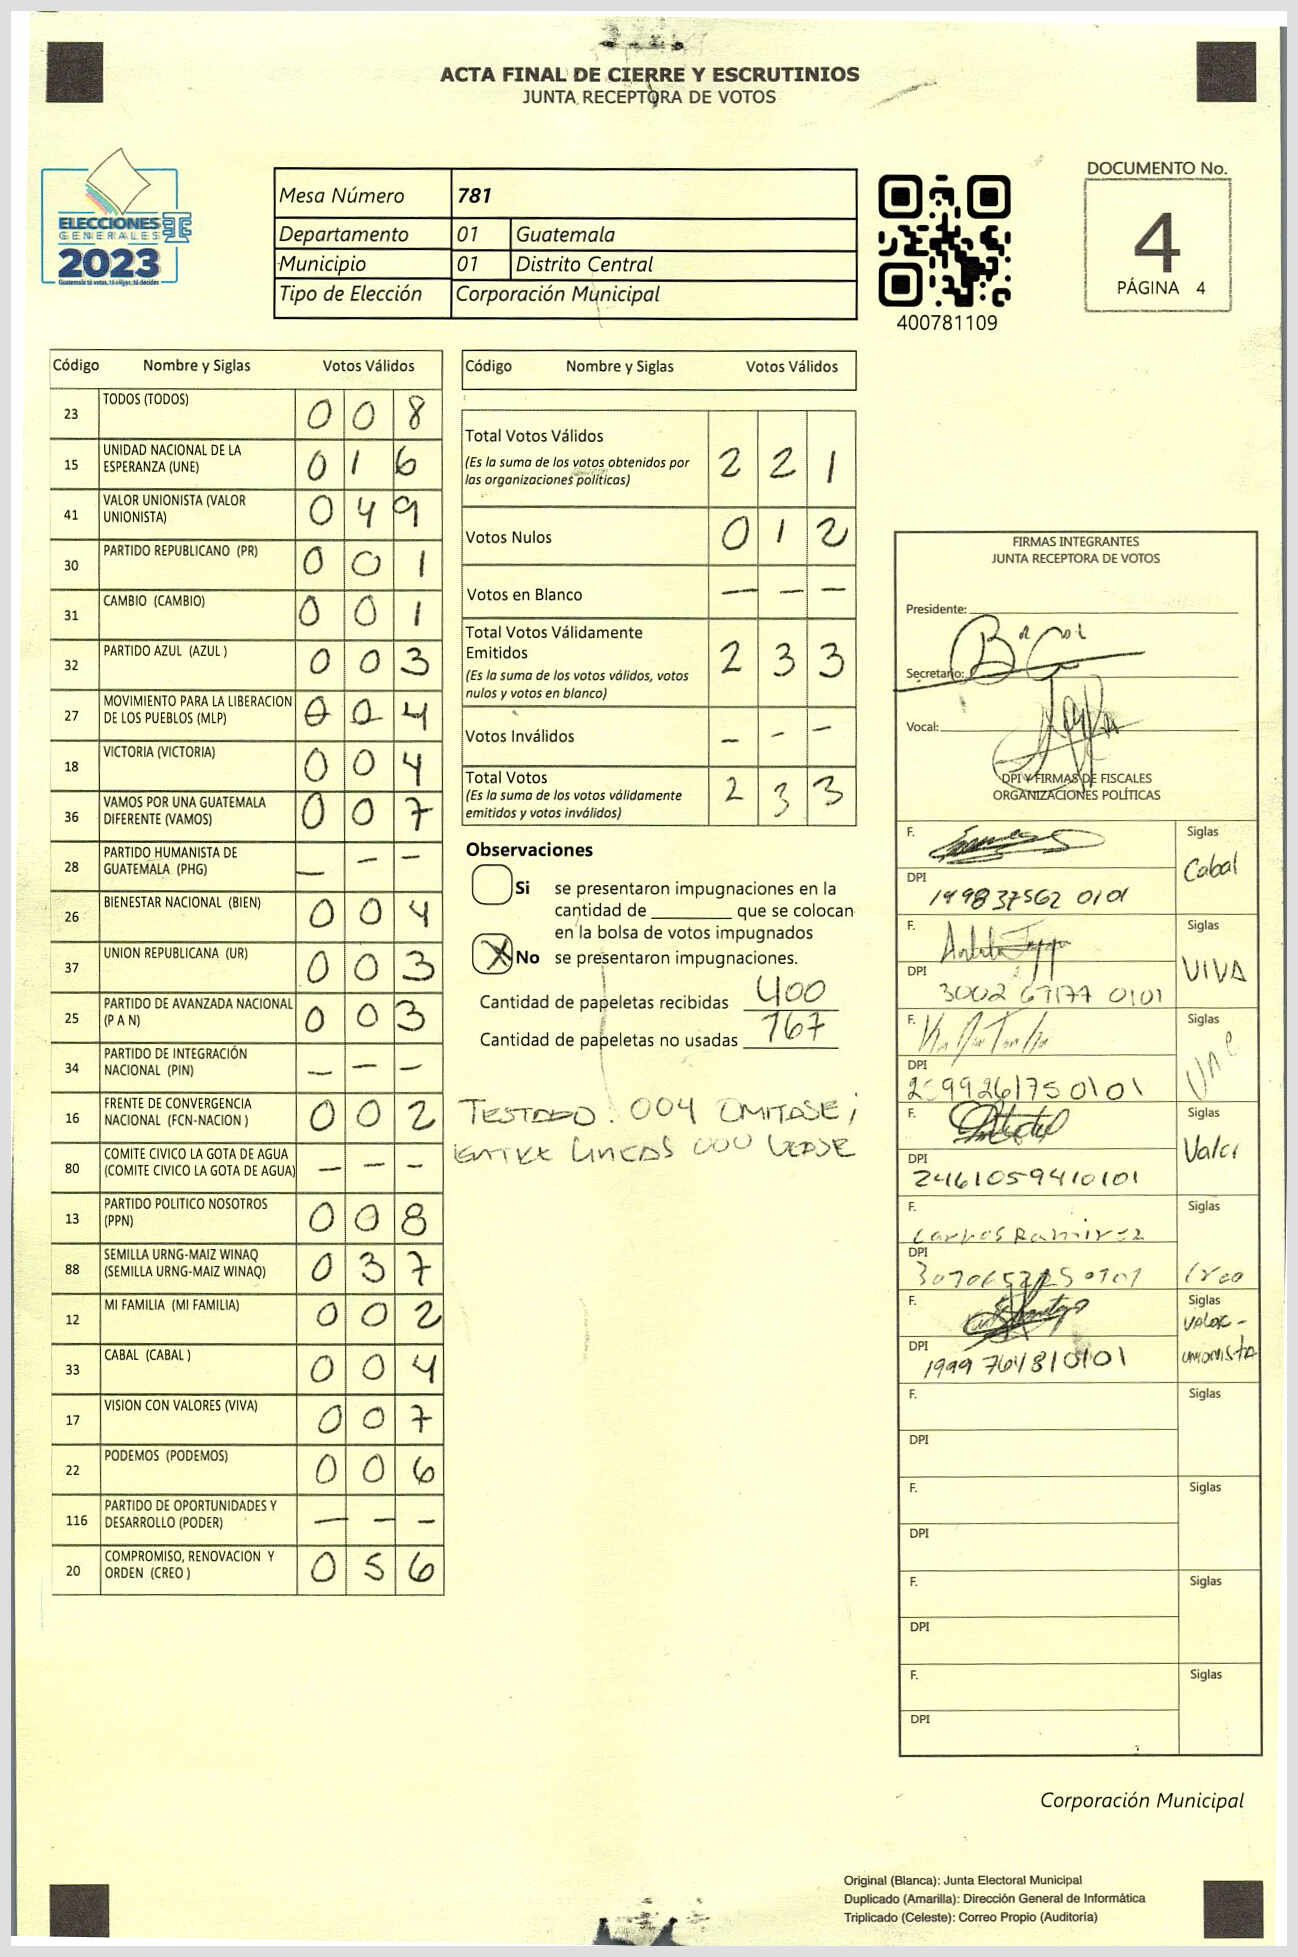 ACTA FINAL DE CIERRE Y ESCRUTINIOS
JUNTA RECEPTORA DE VOTOS
ELECCIONES
GENERALES
2023
Mesa Número 781
Departamento 01 Guatemala
Municipio 01 Distrito Central
Tipo de Elección Corporación Municipal
400781109
DOCUMENTO No.
4
PÁGINA 4
Código Nombre y Siglas Votos Válidos
23 TODOS (TODOS) 0 0 8
15 UNIDAD NACIONAL DE LA
ESPERANZA (UNE) 0 1 6
41 VALOR UNIONISTA (VALOR
UNIONISTA) 0 4 9
30 PARTIDO REPUBLICANO (PR) 0 0 1
31 CAMBIO (CAMBIO) 0 0 1
32 PARTIDO AZUL (AZUL ) 0 0 3
27 MOVIMIENTO PARA LA LIBERACION
DE LOS PUEBLOS (MLP) 0 0 4
18 VICTORIA (VICTORIA) 0 0 4
36 VAMOS POR UNA GUATEMALA
DIFERENTE (VAMOS) 0 0 7
28 PARTIDO HUMANISTA DE
GUATEMALA (PHG) — — —
26 BIENESTAR NACIONAL (BIEN) 0 0 4
37 UNION REPUBLICANA (UR) 0 0 3
25 PARTIDO DE AVANZADA NACIONAL
(P A N) 0 0 3
34 PARTIDO DE INTEGRACIÓN
NACIONAL (PIN) — — —
16 FRENTE DE CONVERGENCIA
NACIONAL (FCN-NACION ) 0 0 2
80 COMITE CIVICO LA GOTA DE AGUA
(COMITE CIVICO LA GOTA DE AGUA) — — —
13 PARTIDO POLITICO NOSOTROS
(PPN) 0 0 8
88 SEMILLA URNG-MAIZ WINAQ
(SEMILLA URNG-MAIZ WINAQ) 0 3 7
12 MI FAMILIA (MI FAMILIA) 0 0 2
33 CABAL (CABAL ) 0 0 4
17 VISION CON VALORES (VIVA) 0 0 7
22 PODEMOS (PODEMOS) 0 0 6
116 PARTIDO DE OPORTUNIDADES Y
DESARROLLO (PODER) — — —
20 COMPROMISO, RENOVACION Y
ORDEN (CREO ) 0 5 6
Código Nombre y Siglas Votos Válidos
Total Votos Válidos 2 2 1
(Es la suma de los votos obtenidos por
las organizaciones políticas)
Votos Nulos 0 1 2
Votos en Blanco — — —
Total Votos Válidamente
Emitidos 2 3 3
(Es la suma de los votos válidos, votos
nulos y votos en blanco)
Votos Inválidos — — —
Total Votos 2 3 3
(Es la suma de los votos válidamente
emitidos y votos inválidos)
Observaciones
Si se presentaron impugnaciones en la
cantidad de ________ que se colocan
en la bolsa de votos impugnados
X No se presentaron impugnaciones.
Cantidad de papeletas recibidas 400
Cantidad de papeletas no usadas 167
TESTADO: 004 OMITASE;
ENTRE LINEAS 000 LEASE
FIRMAS INTEGRANTES
JUNTA RECEPTORA DE VOTOS
Presidente:
Secretario:
Vocal:
DPI Y FIRMAS DE FISCALES
ORGANIZACIONES POLÍTICAS
F. Siglas
Cabal
DPI
199837562 0101
F. Siglas
VIVA
DPI
3002 67177 0101
F. Siglas
UNE
DPI
F. Siglas
Valor
DPI
2461059410101
F. Siglas
Carlos Ramirez
Creo
DPI
F. Siglas
VALOR -
UNIONISTA
DPI
1999 764810101
F. Siglas
DPI
F. Siglas
DPI
F. Siglas
DPI
F. Siglas
DPI
Corporación Municipal
Original (Blanca): Junta Electoral Municipal
Duplicado (Amarilla): Dirección General de Informática
Triplicado (Celeste): Correo Propio (Auditoría)